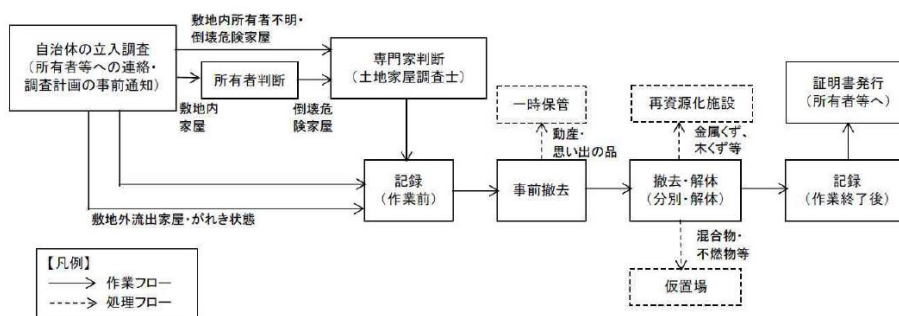 敷地内所有者不明・
倒壊危険家屋
自治体の立入調査
(所有者等への連絡・
調査計画の事前通知)
所有者判断
敷地内
家屋
倒壊危
険家屋
専門家判断
(土地家屋調査士)
一時保管
動産・
思い出の品
再資源化施設
金属くず、
木くず等
証明書発行
(所有者等へ)
記録
(作業前)
事前撤去
撤去・解体
(分別・解体)
記録
(作業終了後)
敷地外流出家屋・がれき状態
混合物・
不燃物等
仮置場
【凡例】
作業フロー
処理フロー